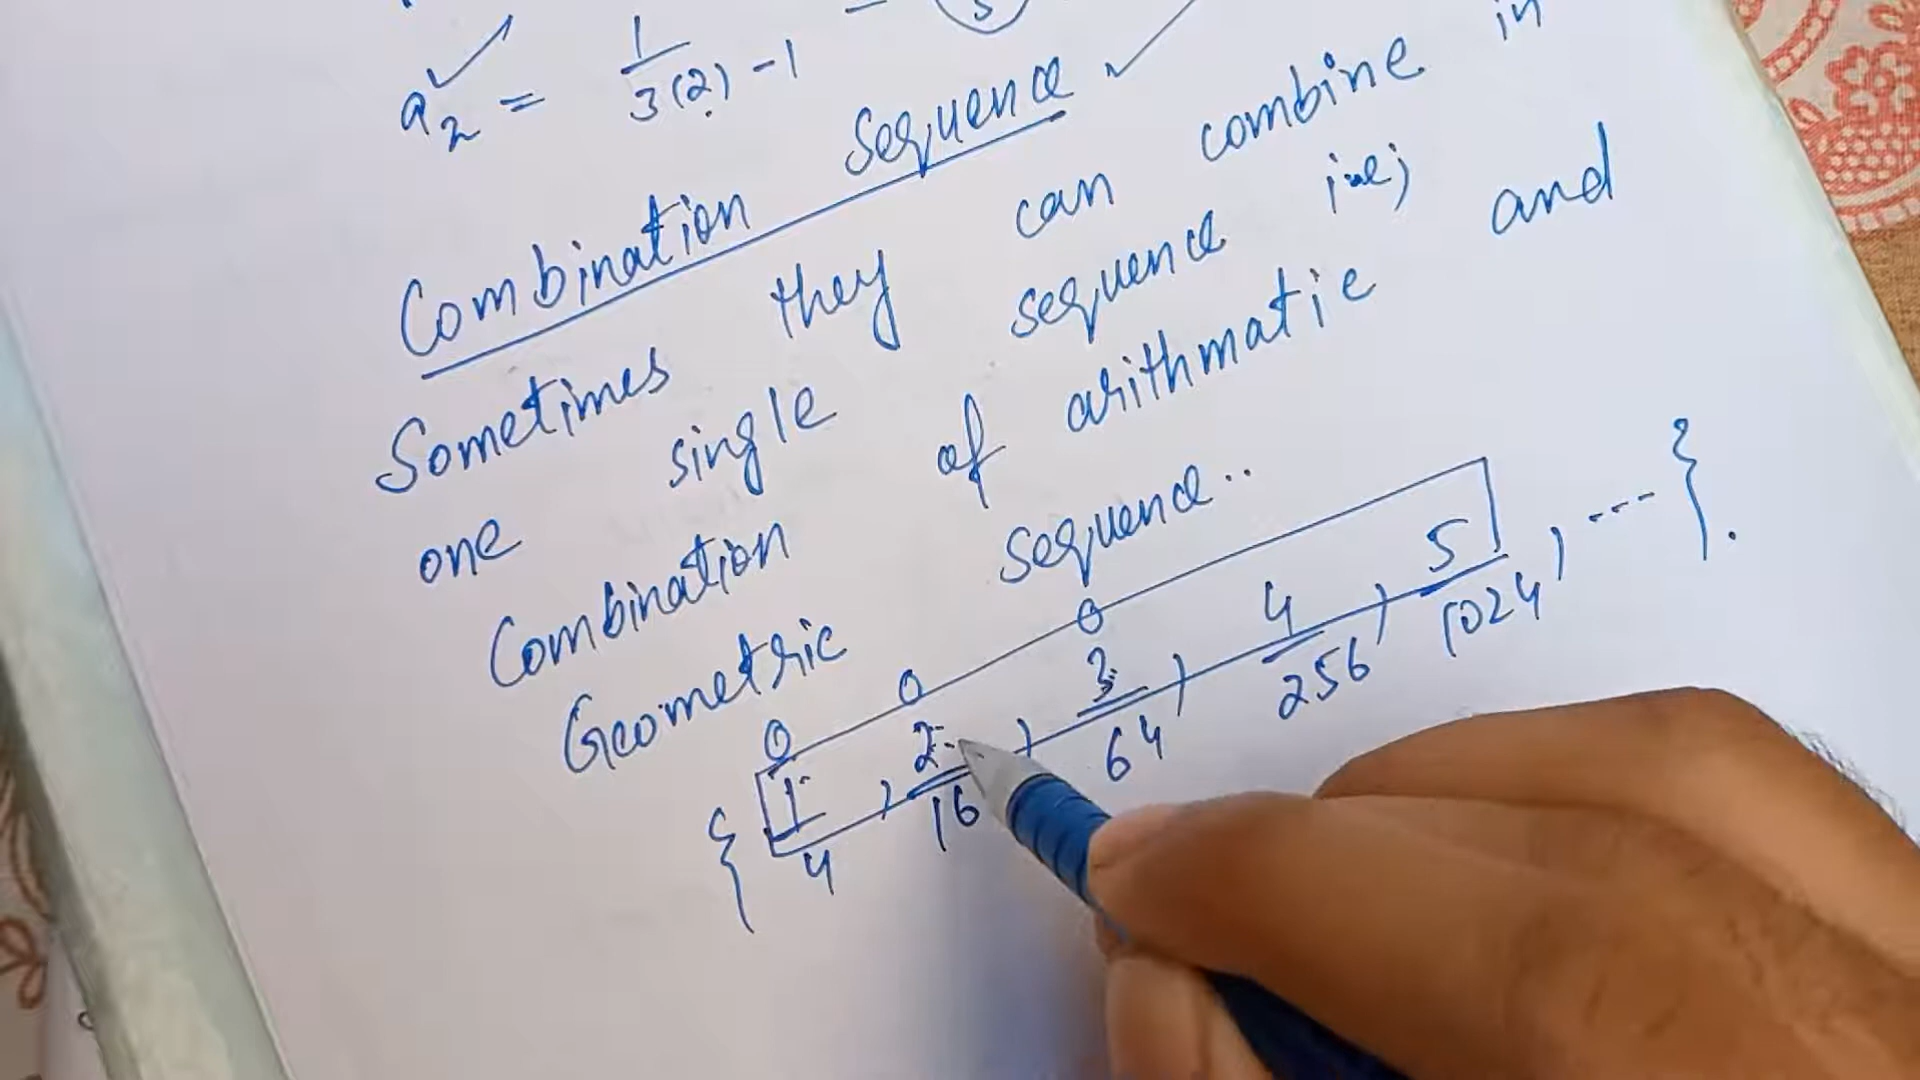 a₂ = 1/3(2) - 1
Combination Sequence
Sometimes they can combine in
one single sequence i.e;
Combination of arithmatic and
Geometric Sequence..
{ 1/4 , 2/16 , 3/64 , 4/256 , 5/1024 , ---- } .